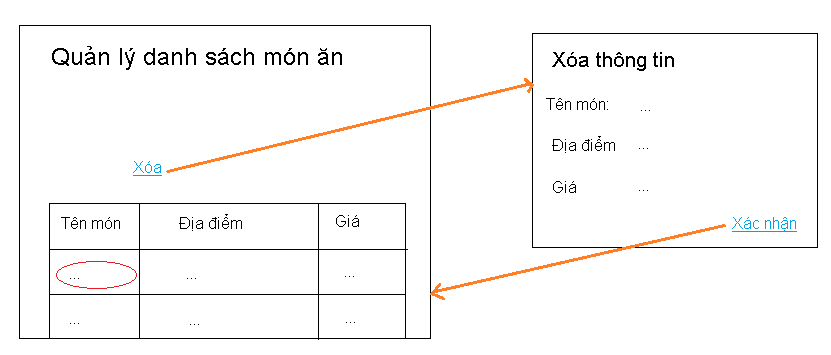 Quản lý danh sách món ăn
Xóa
Tên món Địa điểm Giá
... ... ...
... ... ...
Xóa thông tin
Tên món: ...
Địa điểm ...
Giá ...
Xác nhận